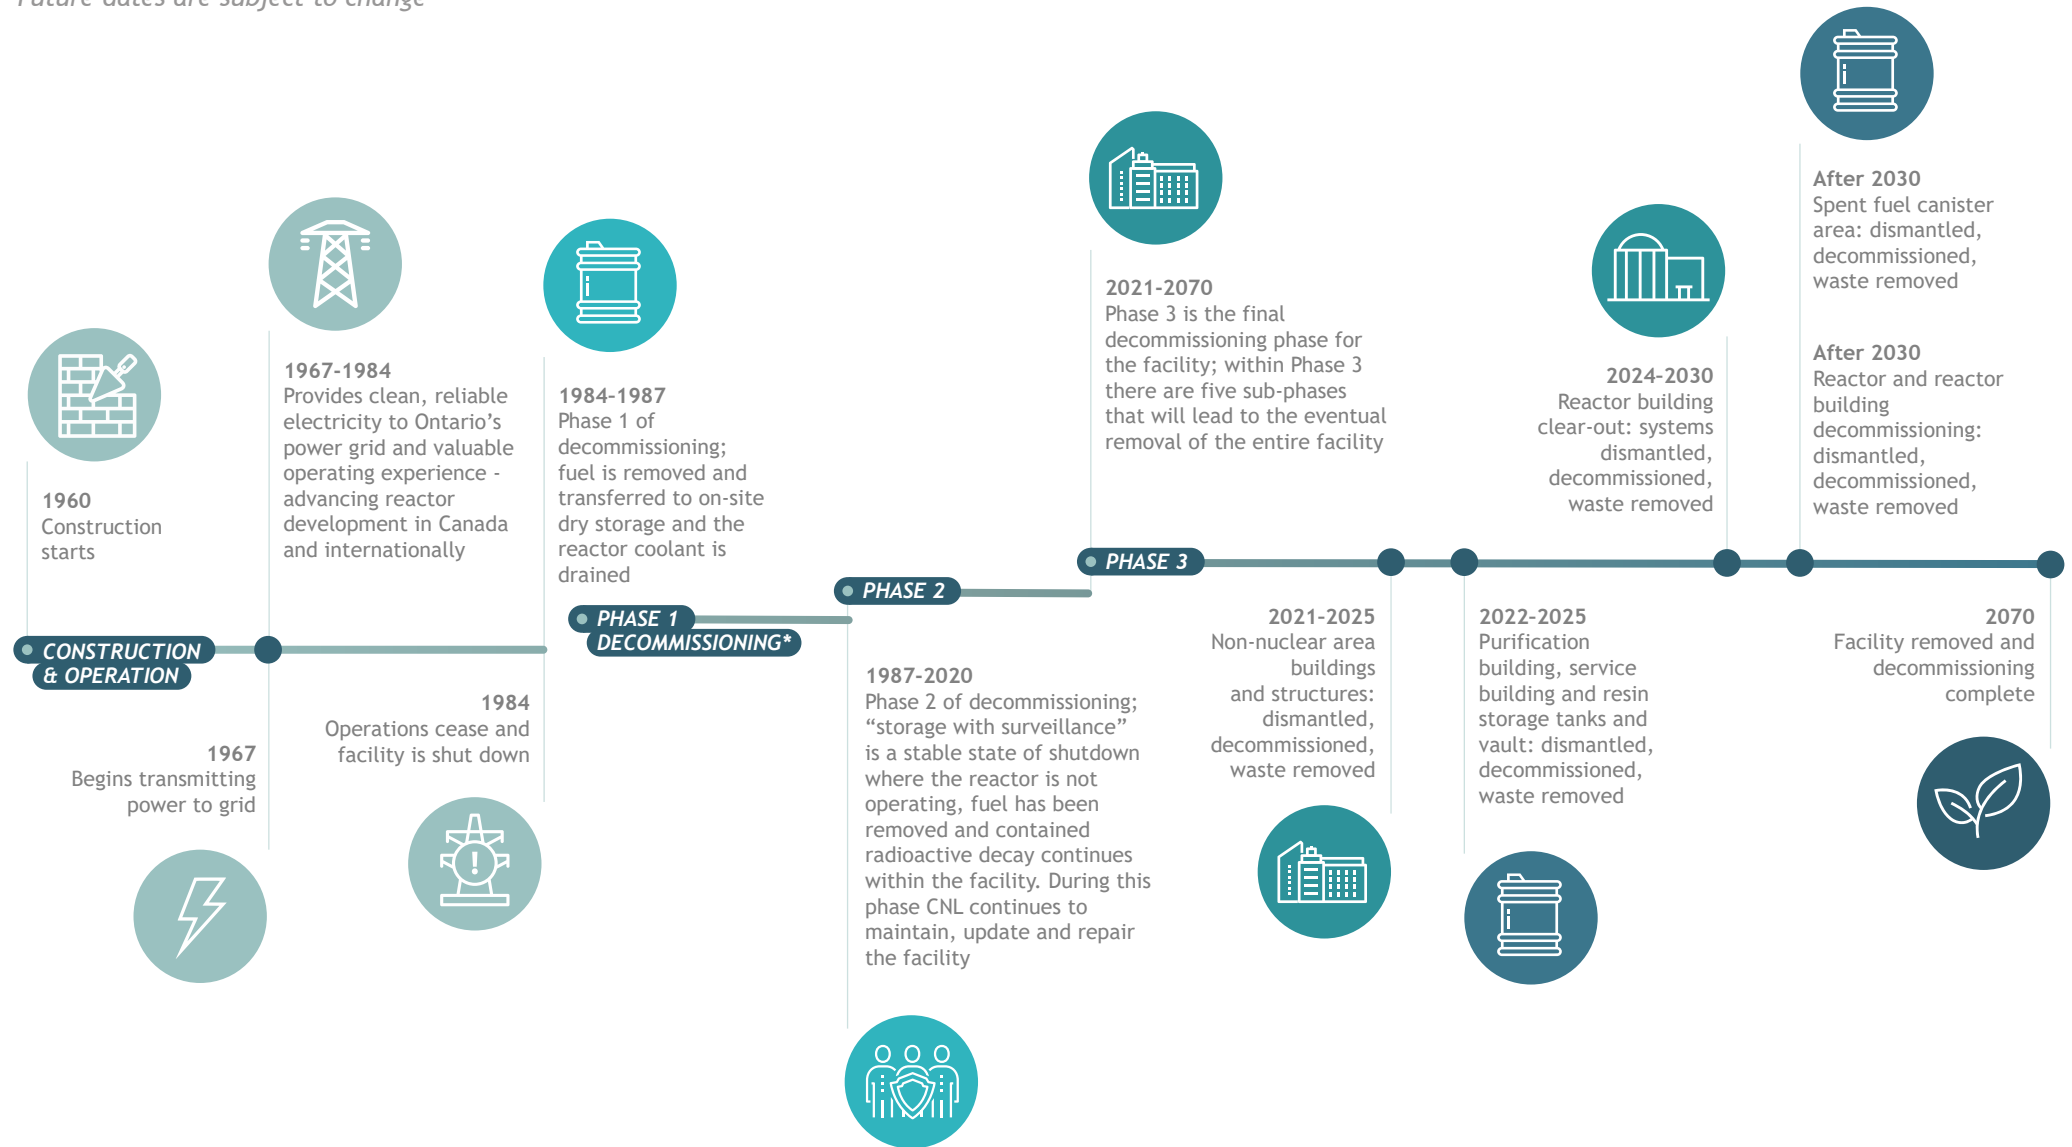 Future dates are subject to change
1960
Construction
starts
1967-1984
Provides clean, reliable
electricity to Ontario’s
power grid and valuable
operating experience -
advancing reactor
development in Canada
and internationally
1984-1987
Phase 1 of
decommissioning;
fuel is removed and
transferred to on-site
dry storage and the
reactor coolant is
drained
2021-2070
Phase 3 is the final
decommissioing phase for
the facility; within Phase 3
there are five sub-phases
that will lead to the eventual
removal of the entire facility
2024–2030
Reactor building
clear-out: systems
dismantled,
decommissioned,
waste removed
After 2030
Spent fuel canister
area: dismantled,
decommissioned,
waste removed
After 2030
Reactor and reactor
building
decommissioning:
dismantled,
decommissioned,
waste removed
CONSTRUCTION
& OPERATION
PHASE 1
DECOMMISSIONING*
PHASE 2
PHASE 3
1967
Begins transmitting
power to grid
1984
Operations cease and
facility is shut down
1987-2020
Phase 2 of decommissioning;
“storage with surveillance”
is a stable state of shutdown
where the reactor is not
operating, fuel has been
removed and contained
radioactive decay continues
within the facility. During this
phase CNL continues to
maintain, update and repair
the facility
2021–2025
Non-nuclear area
buildings
and structures:
dismantled,
decommissioned,
waste removed
2022–2025
Purification
building, service
building and resin
storage tanks and
vault: dismantled,
decommissioned,
waste removed
2070
Facility removed and
decommissioning
complete